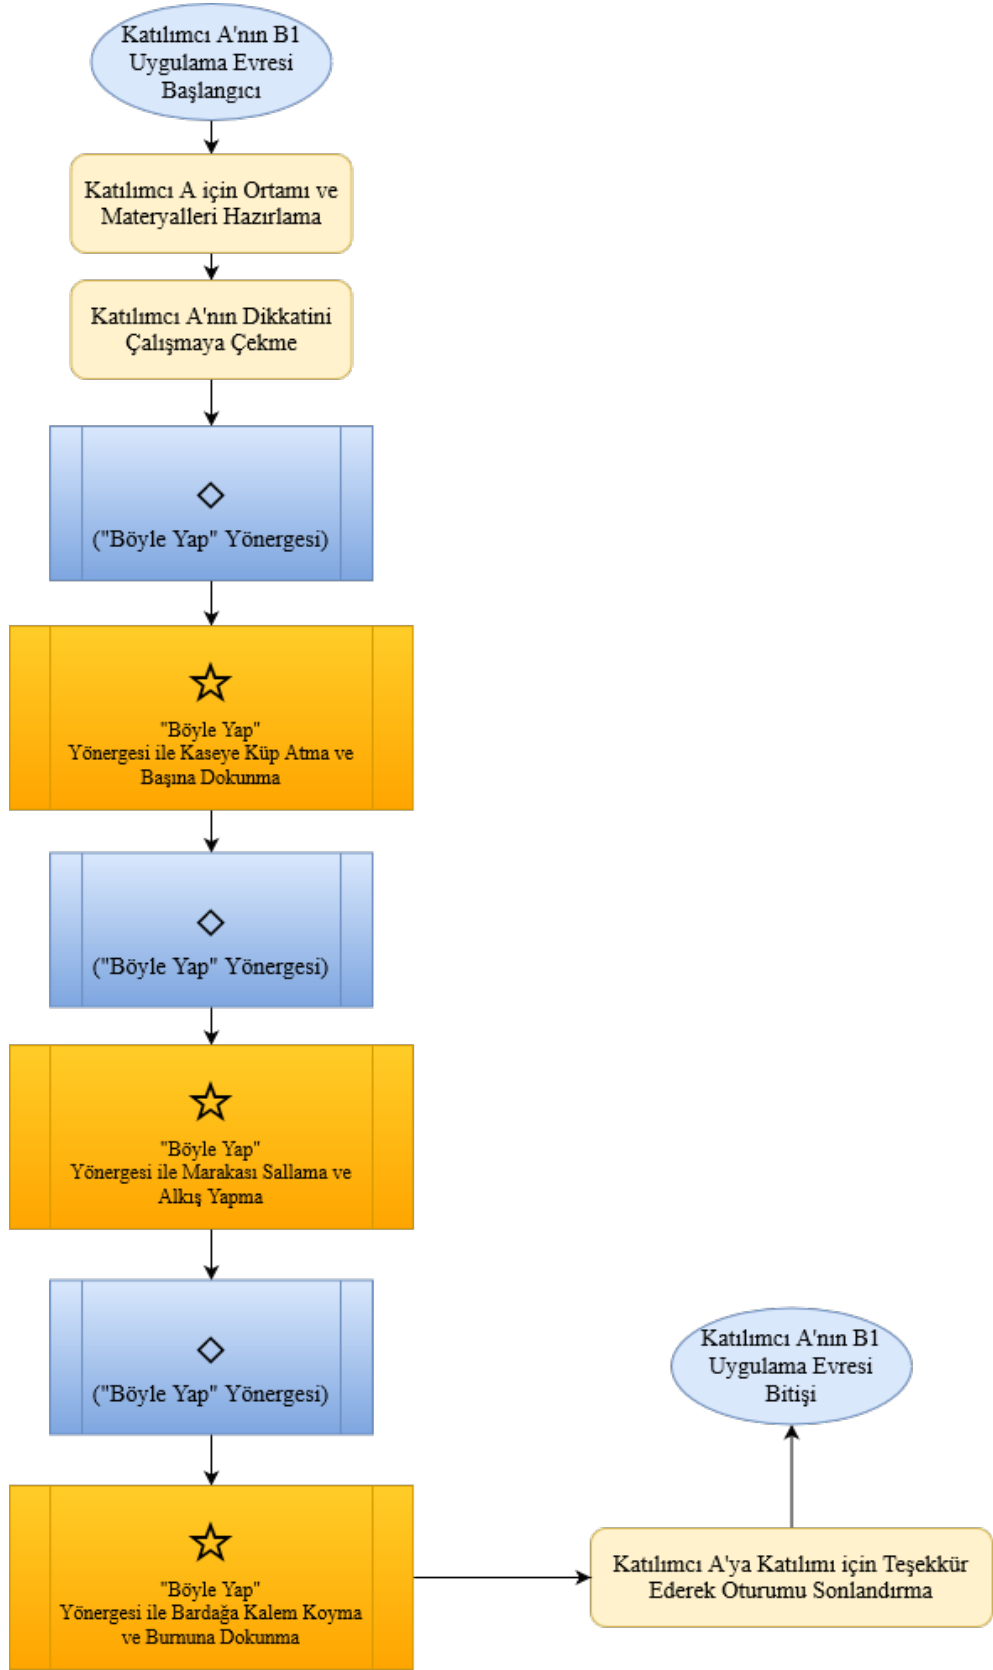 Katılımcı A'nın B1
Uygulama Evresi
Başlangıcı
Katılımcı A için Ortamı ve
Materyalleri Hazırlama
Katılımcı A'nın Dikkatini
Çalışmaya Çekme
("Böyle Yap" Yönergesi)
"Böyle Yap"
Yönergesi ile Kaseye Küp Atma ve
Başına Dokunma
("Böyle Yap" Yönergesi)
"Böyle Yap"
Yönergesi ile Marakası Sallama ve
Alkış Yapma
("Böyle Yap" Yönergesi)
"Böyle Yap"
Yönergesi ile Bardağa Kalem Koyma
ve Burnuna Dokunma
Katılımcı A'ya Katılımı için Teşekkür
Ederek Oturumu Sonlandırma
Katılımcı A'nın B1
Uygulama Evresi
Bitişi